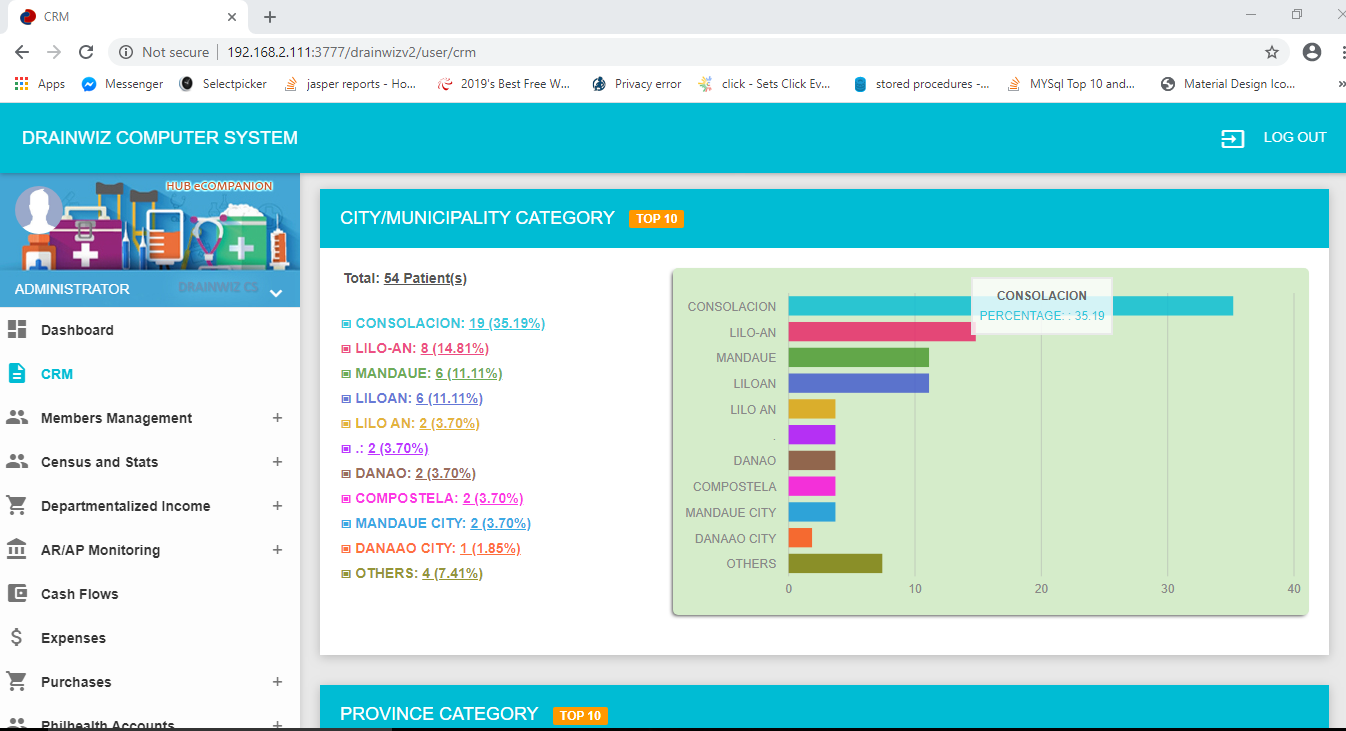 CRM
Not secure 192.168.2.111:3777/drainwizv2/user/crm
Apps Messenger Selectpicker jasper reports - Ho... 2019's Best Free W... Privacy error click - Sets Click Ev... stored procedures -... MYSql Top 10 and... Material Design Ico... »
DRAINWIZ COMPUTER SYSTEM
LOG OUT
HUB eCOMPANION
ADMINISTRATOR
DRAINWIZ CS
Dashboard
CRM
Members Management +
Census and Stats +
Departmentalized Income +
AR/AP Monitoring +
Cash Flows
Expenses
Purchases +
Philhealth Accounts +
CITY/MUNICIPALITY CATEGORY TOP 10
Total: 54 Patient(s)
CONSOLACION: 19 (35.19%)
LILO-AN: 8 (14.81%)
MANDAUE: 6 (11.11%)
LILOAN: 6 (11.11%)
LILO AN: 2 (3.70%)
.: 2 (3.70%)
DANAO: 2 (3.70%)
COMPOSTELA: 2 (3.70%)
MANDAUE CITY: 2 (3.70%)
DANAAO CITY: 1 (1.85%)
OTHERS: 4 (7.41%)
CONSOLACION
PERCENTAGE: : 35.19
CONSOLACION
LILO-AN
MANDAUE
LILOAN
LILO AN
.
DANAO
COMPOSTELA
MANDAUE CITY
DANAAO CITY
OTHERS
0 10 20 30 40
PROVINCE CATEGORY TOP 10